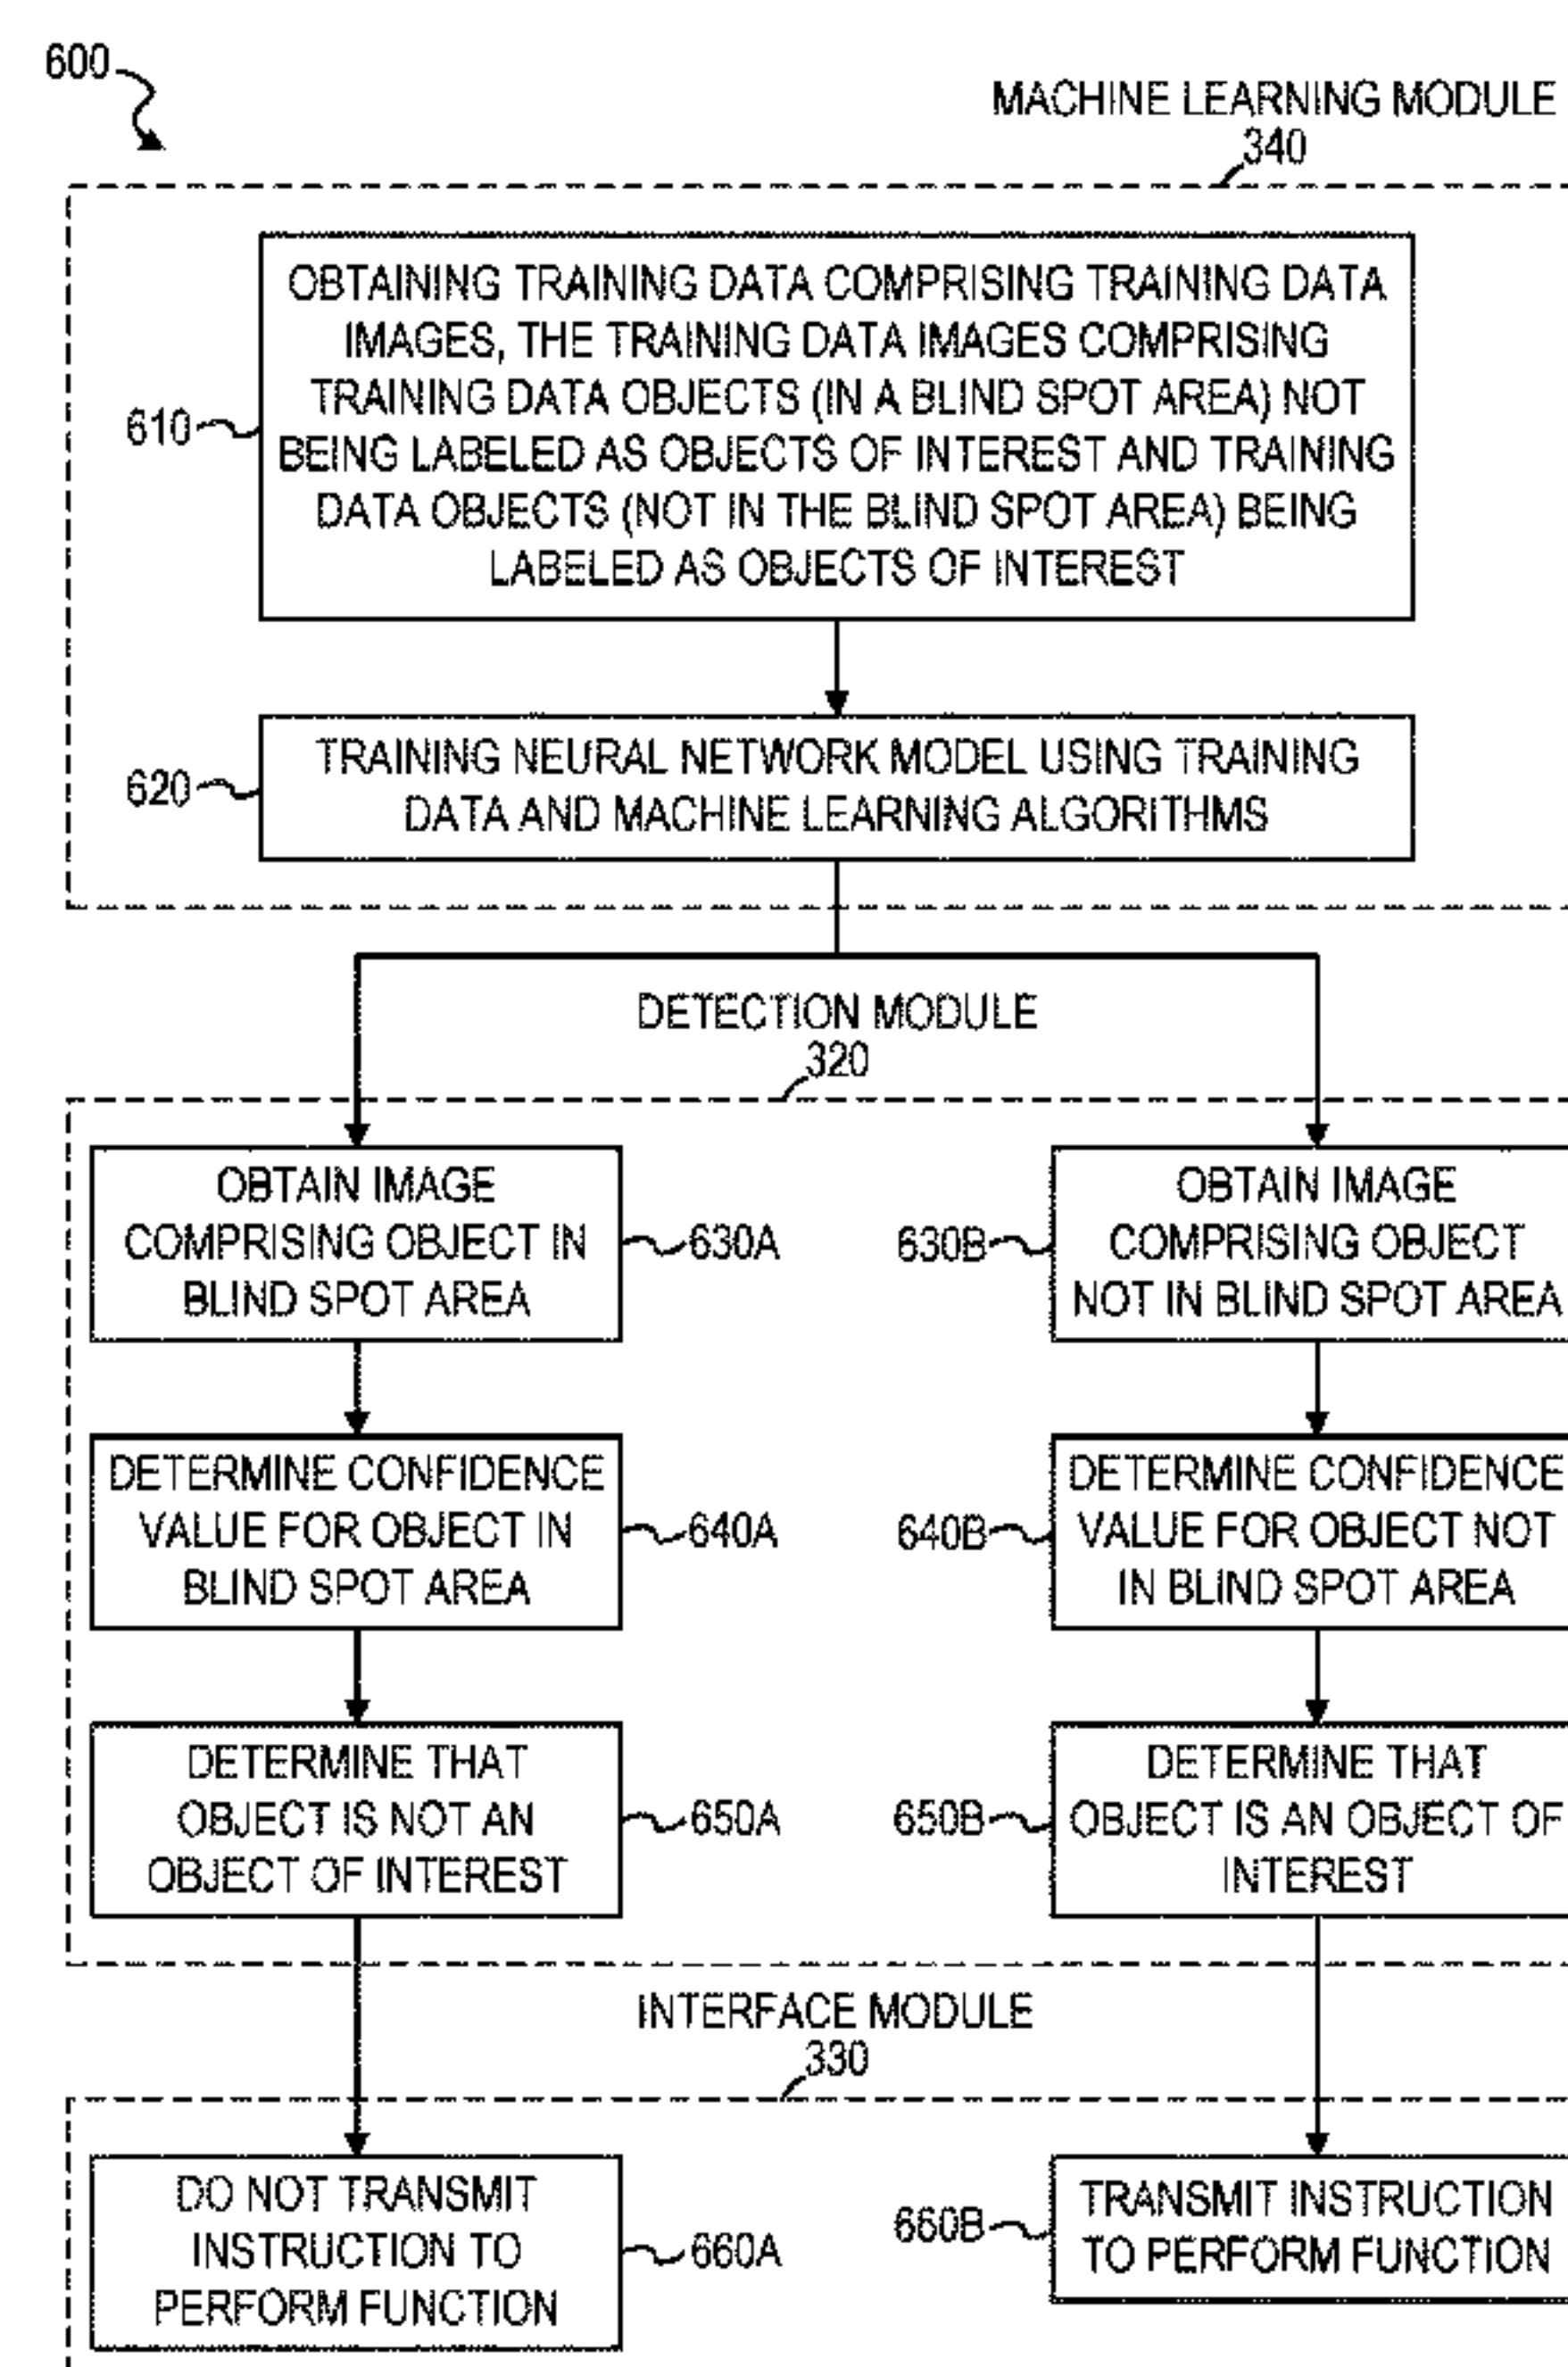 600
MACHINE LEARNING MODULE
340
OBTAINING TRAINING DATA COMPRISING TRAINING DATA
IMAGES, THE TRAINING DATA IMAGES COMPRISING
TRAINING DATA OBJECTS (IN A BLIND SPOT AREA) NOT
BEING LABELED AS OBJECTS OF INTEREST AND TRAINING
DATA OBJECTS (NOT IN THE BLIND SPOT AREA) BEING
LABELED AS OBJECTS OF INTEREST
610
TRAINING NEURAL NETWORK MODEL USING TRAINING
DATA AND MACHINE LEARNING ALGORITHMS
620
DETECTION MODULE
320
OBTAIN IMAGE
COMPRISING OBJECT IN
BLIND SPOT AREA
630A
630B
OBTAIN IMAGE
COMPRISING OBJECT
NOT IN BLIND SPOT AREA
DETERMINE CONFIDENCE
VALUE FOR OBJECT IN
BLIND SPOT AREA
640A
640B
DETERMINE CONFIDENCE
VALUE FOR OBJECT NOT
IN BLIND SPOT AREA
DETERMINE THAT
OBJECT IS NOT AN
OBJECT OF INTEREST
650A
650B
DETERMINE THAT
OBJECT IS AN OBJECT OF
INTEREST
INTERFACE MODULE
330
DO NOT TRANSMIT
INSTRUCTION TO
PERFORM FUNCTION
660A
660B
TRANSMIT INSTRUCTION
TO PERFORM FUNCTION